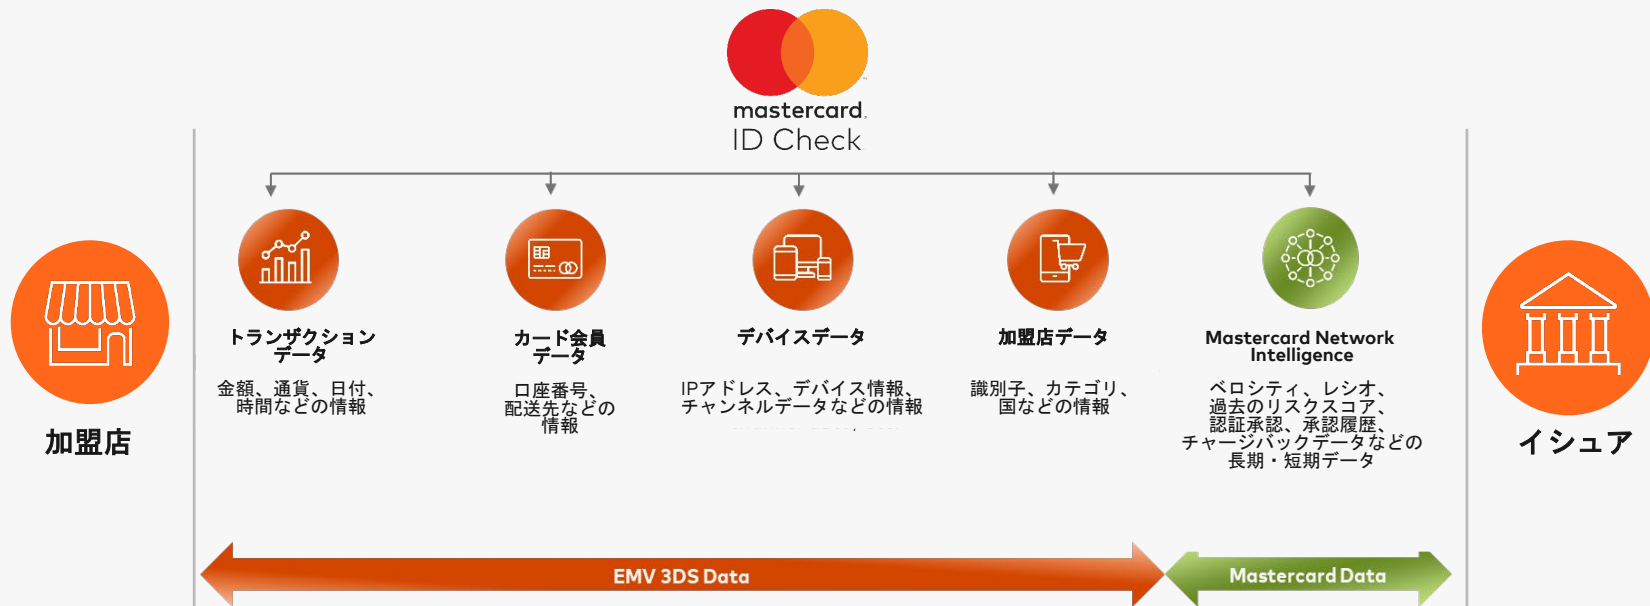 mastercard.
ID Check
加盟店
トランザクション
データ
金額、通貨、日付、
時間などの情報
カード会員
データ
口座番号、
配送先などの
情報
デバイスデータ
IPアドレス、デバイス情報、
チャンネルデータなどの情報
加盟店データ
識別子、カテゴリ、
国などの情報
Mastercard Network
Intelligence
ベロシティ、レシオ、
過去のリスクスコア、
認証承認、承認履歴、
チャージバックデータなどの
長期・短期データ
イシュア
EMV 3DS Data
Mastercard Data